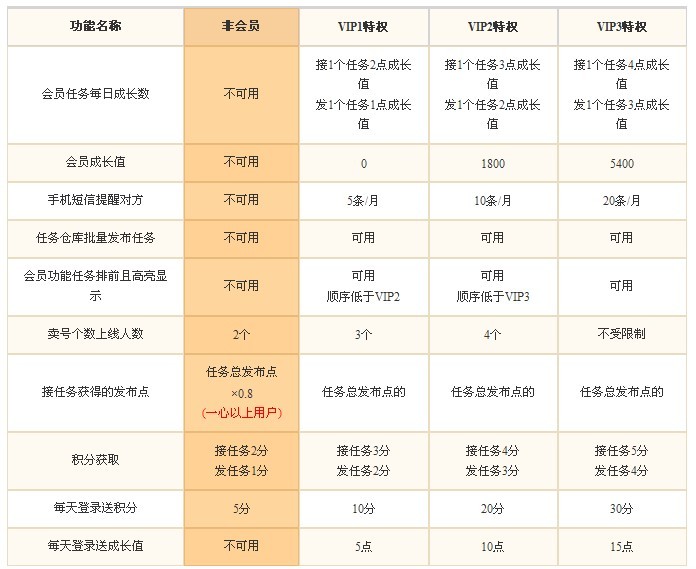 功能名称 非会员 VIP1特权 VIP2特权 VIP3特权
会员任务每日成长数 不可用 接1个任务2点成长 接1个任务3点成长 接1个任务4点成长
值 值 值
发1个任务1点成长 发1个任务2点成长 发1个任务3点成长
值 值 值
会员成长值 不可用 0 1800 5400
手机短信提醒对方 不可用 5条/月 10条/月 20条/月
任务仓库批量发布任务 不可用 可用 可用 可用
会员功能任务排前且高亮显 不可用 可用 可用 可用
示 顺序低于VIP2 顺序低于VIP3
卖号个数上线人数 2个 3个 4个 不受限制
接任务获得的发布点 任务总发布点 任务总发布点的 任务总发布点的 任务总发布点的
×0.8
(一心以上用户)
积分获取 接任务2分 接任务3分 接任务4分 接任务5分
发任务1分 发任务2分 发任务3分 发任务4分
每天登录送积分 5分 10分 20分 30分
每天登录送成长值 不可用 5点 10点 15点